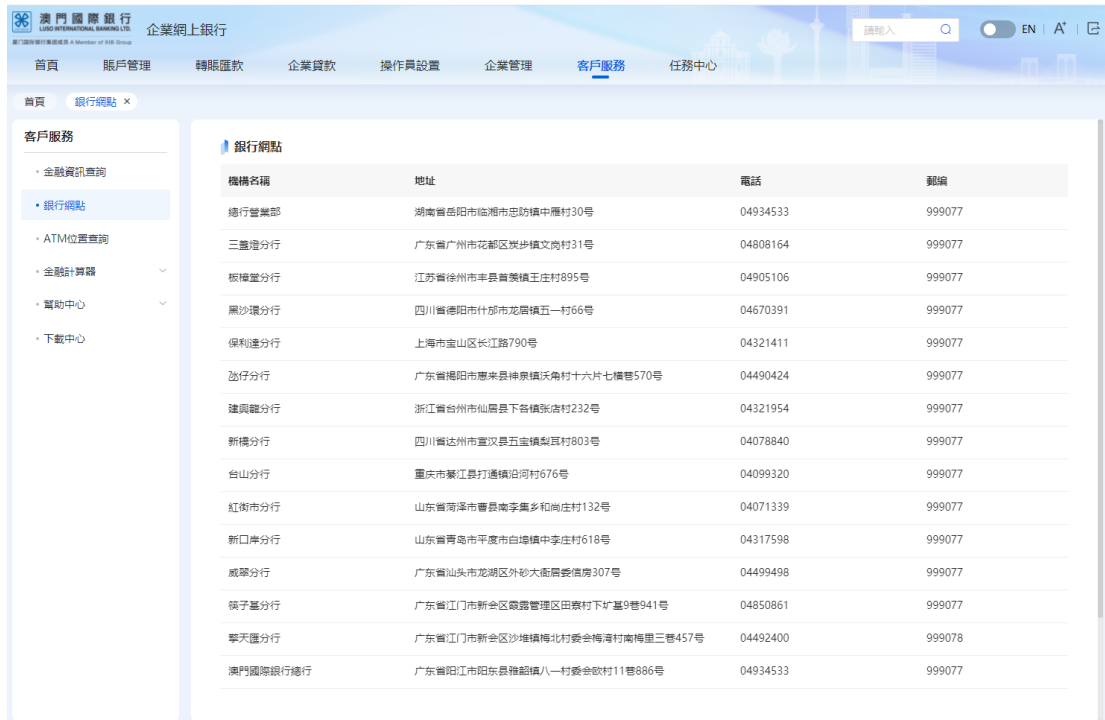 澳門國際銀行 企業網上銀行
LUSO INTERNATIONAL BANKING LTD.
厦门国际银行集团成员 A Member of XIB Group
請輸入 EN A+
首頁 賬戶管理 轉賬匯款 企業貸款 操作員設置 企業管理 客戶服務 任務中心
首頁 銀行網點 ×
客戶服務
金融資訊查詢
銀行網點
ATM位置查詢
金融計算器
幫助中心
下載中心
銀行網點
機構名稱 地址 電話 郵編
總行營業部 湖南省岳阳市临湘市忠防镇中雁村30号 04934533 999077
三盞燈分行 广东省广州市花都区炭步镇文岗村31号 04808164 999077
板樟堂分行 江苏省徐州市丰县首羡镇王庄村895号 04905106 999077
黑沙環分行 四川省德阳市什邡市龙居镇五一村66号 04670391 999077
保利達分行 上海市宝山区长江路790号 04321411 999077
氹仔分行 广东省揭阳市惠来县神泉镇沃角村十六片七横巷570号 04490424 999077
建興龍分行 浙江省台州市仙居县下各镇张店村232号 04321954 999077
新橋分行 四川省达州市宣汉县五宝镇梨耳村803号 04078840 999077
台山分行 重庆市綦江县打通镇沿河村676号 04099320 999077
紅街市分行 山东省菏泽市曹县南李集乡和尚庄村132号 04071339 999077
新口岸分行 山东省青岛市平度市白埠镇中李庄村618号 04317598 999077
威翠分行 广东省汕头市龙湖区外砂大衙居委信房307号 04499498 999077
筷子基分行 广东省江门市新会区霞露管理区田寮村下圹基9巷941号 04850861 999077
擎天匯分行 广东省江门市新会区沙堆镇梅北村委会梅湾村南梅里三巷457号 04492400 999078
澳門國際銀行總行 广东省阳江市阳东县雅韶镇八一村委会欧村11巷886号 04934533 999077